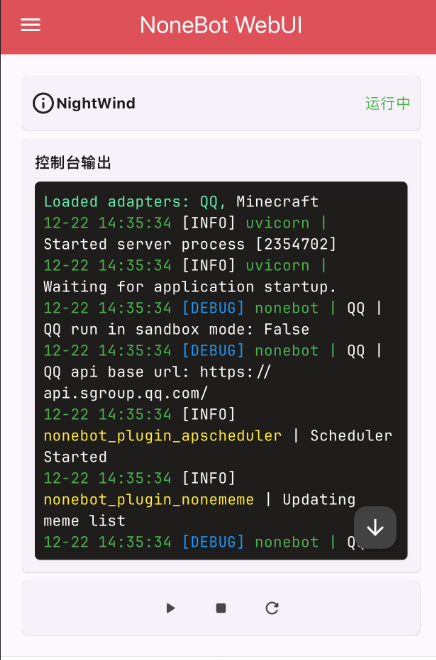 NoneBot WebUI
NightWind
运行中
控制台输出
Loaded adapters: QQ, Minecraft
12-22 14:35:34 [INFO] uvicorn |
Started server process [2354702]
12-22 14:35:34 [INFO] uvicorn |
Waiting for application startup.
12-22 14:35:34 [DEBUG] nonebot | QQ |
QQ run in sandbox mode: False
12-22 14:35:34 [DEBUG] nonebot | QQ |
QQ api base url: https://
api.sgroup.qq.com/
12-22 14:35:34 [INFO]
nonebot_plugin_apscheduler | Scheduler
Started
12-22 14:35:34 [INFO]
nonebot_plugin_nonememe | Updating
meme list
12-22 14:35:34 [DEBUG] nonebot |